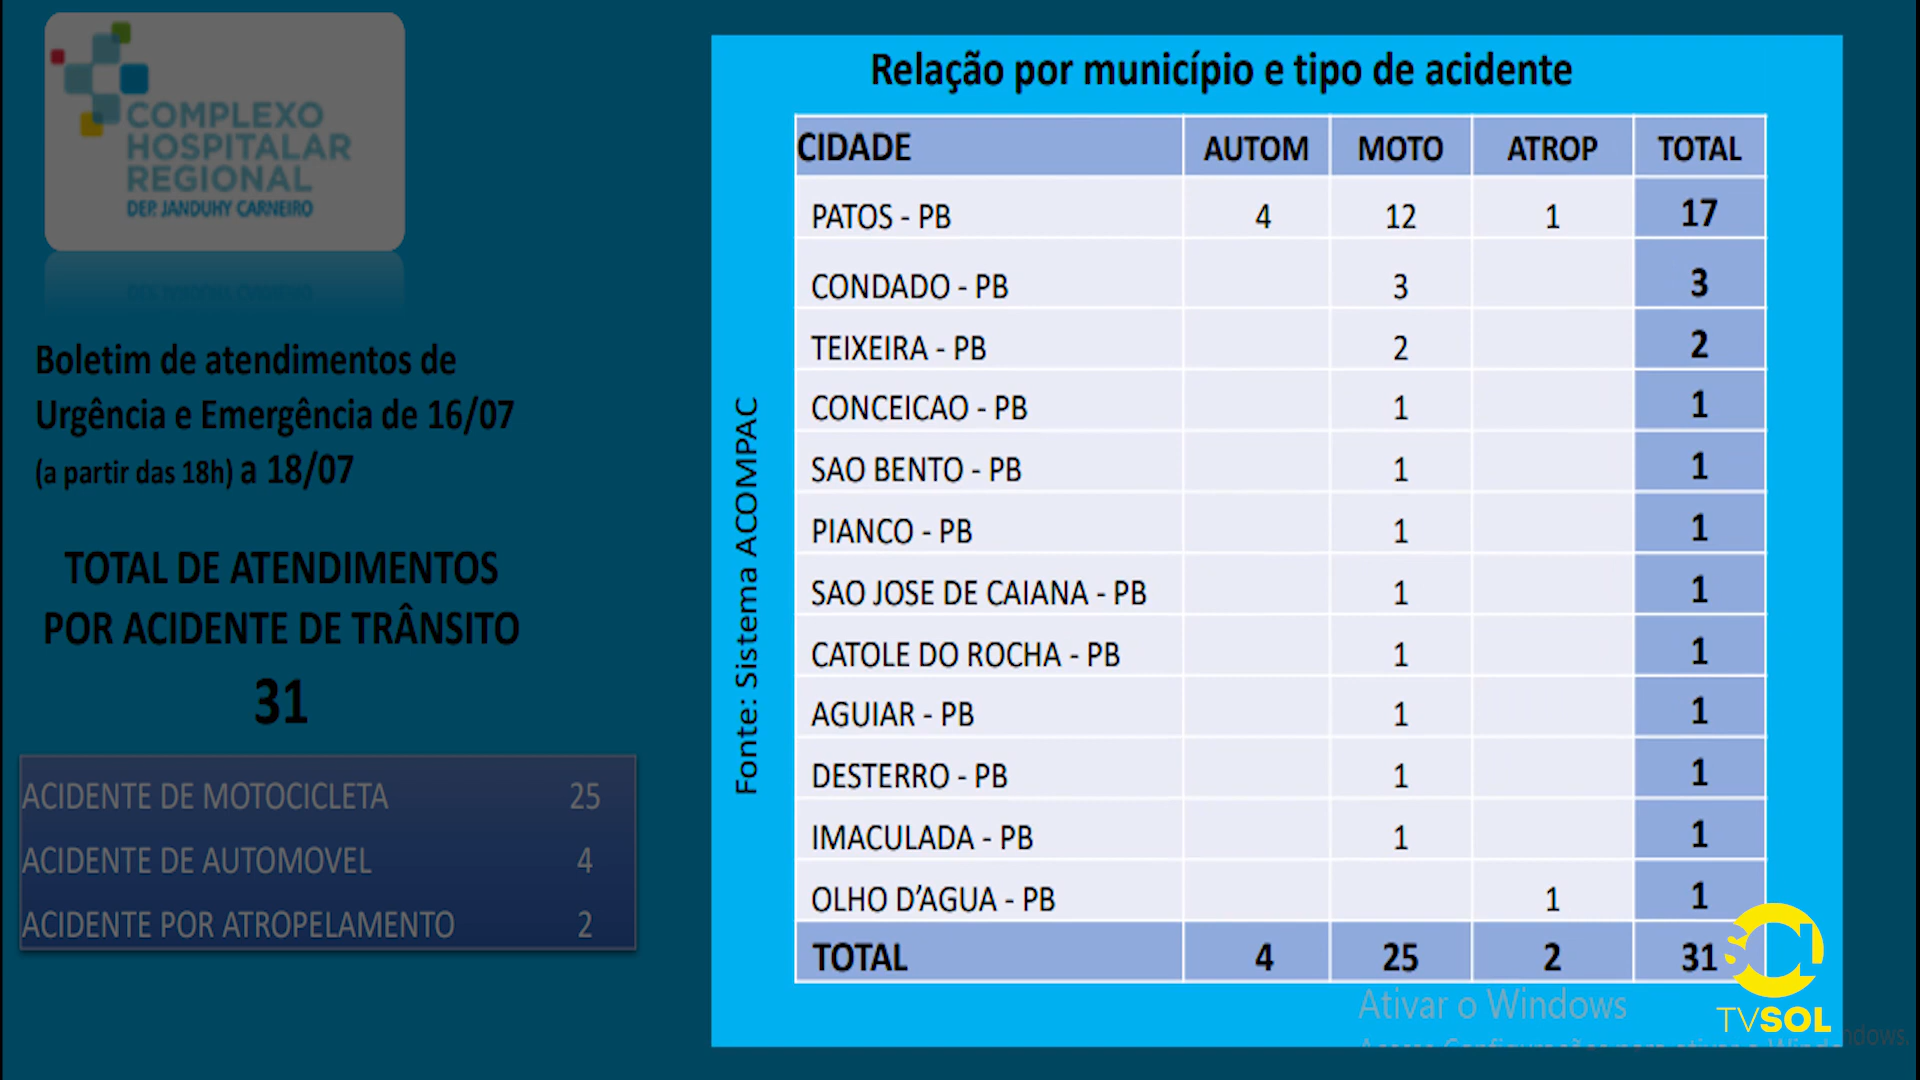 COMPLEXO
HOSPITALAR
REGIONAL
DEP. JANDUHY CARNEIRO
Boletim de atendimentos de
Urgência e Emergência de 16/07
(a partir das 18h) a 18/07
TOTAL DE ATENDIMENTOS
POR ACIDENTE DE TRÂNSITO
31
ACIDENTE DE MOTOCICLETA 25
ACIDENTE DE AUTOMOVEL 4
ACIDENTE POR ATROPELAMENTO 2
Relação por município e tipo de acidente
CIDADE AUTOM MOTO ATROP TOTAL
PATOS - PB 4 12 1 17
CONDADO - PB 3 3
TEIXEIRA - PB 2 2
CONCEICAO - PB 1 1
SAO BENTO - PB 1 1
PIANCO - PB 1 1
SAO JOSE DE CAIANA - PB 1 1
CATOLE DO ROCHA - PB 1 1
AGUIAR - PB 1 1
DESTERRO - PB 1 1
IMACULADA - PB 1 1
OLHO D’AGUA - PB 1 1
TOTAL 4 25 2 31
Fonte: Sistema ACOMPAC
Ativar o Windows
TVSOL